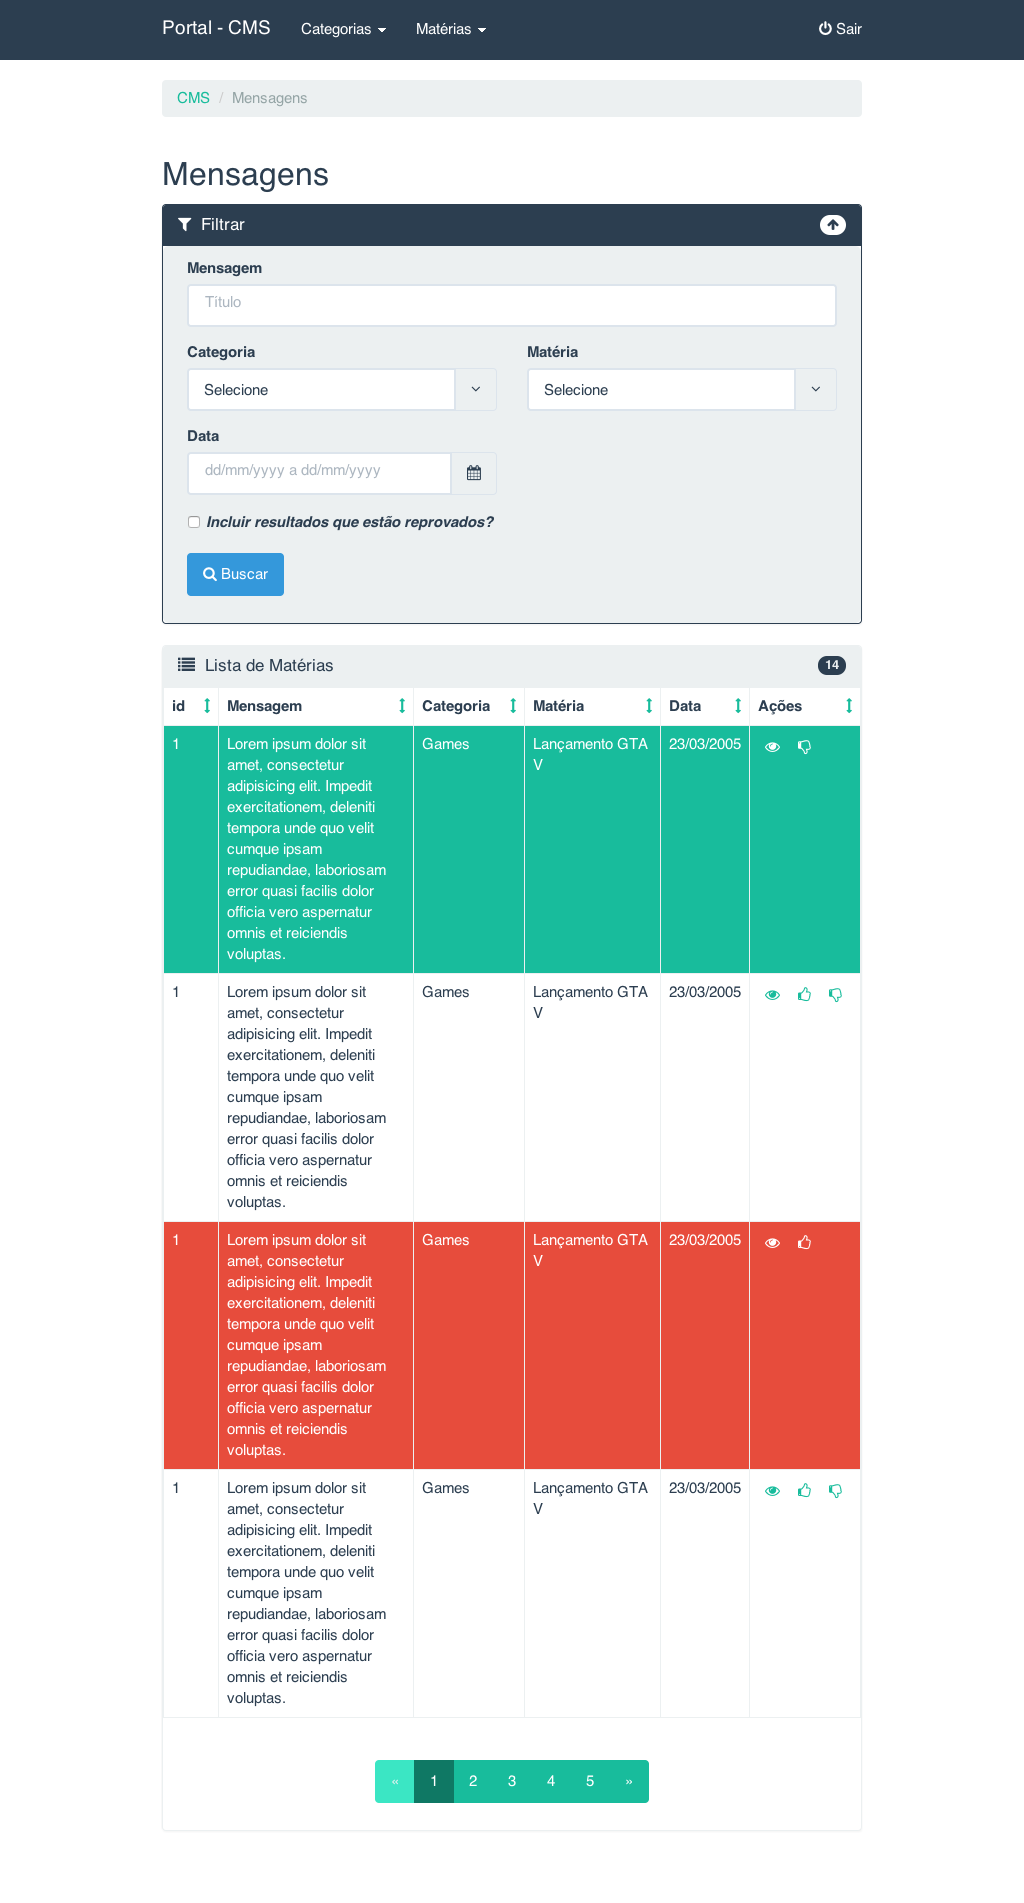 Portal - CMS Categorias Matérias Sair
CMS / Mensagens
Mensagens
Filtrar
Mensagem
Título
Categoria Matéria
Selecione Selecione
Data
dd/mm/yyyy a dd/mm/yyyy
Incluir resultados que estão reprovados?
Buscar
Lista de Matérias 14
id Mensagem Categoria Matéria Data Ações
1 Lorem ipsum dolor sit Games Lançamento GTA 23/03/2005
amet, consectetur V
adipisicing elit. Impedit
exercitationem, deleniti
tempora unde quo velit
cumque ipsam
repudiandae, laboriosam
error quasi facilis dolor
officia vero aspernatur
omnis et reiciendis
voluptas.
1 Lorem ipsum dolor sit Games Lançamento GTA 23/03/2005
amet, consectetur V
adipisicing elit. Impedit
exercitationem, deleniti
tempora unde quo velit
cumque ipsam
repudiandae, laboriosam
error quasi facilis dolor
officia vero aspernatur
omnis et reiciendis
voluptas.
1 Lorem ipsum dolor sit Games Lançamento GTA 23/03/2005
amet, consectetur V
adipisicing elit. Impedit
exercitationem, deleniti
tempora unde quo velit
cumque ipsam
repudiandae, laboriosam
error quasi facilis dolor
officia vero aspernatur
omnis et reiciendis
voluptas.
1 Lorem ipsum dolor sit Games Lançamento GTA 23/03/2005
amet, consectetur V
adipisicing elit. Impedit
exercitationem, deleniti
tempora unde quo velit
cumque ipsam
repudiandae, laboriosam
error quasi facilis dolor
officia vero aspernatur
omnis et reiciendis
voluptas.
« 1 2 3 4 5 »